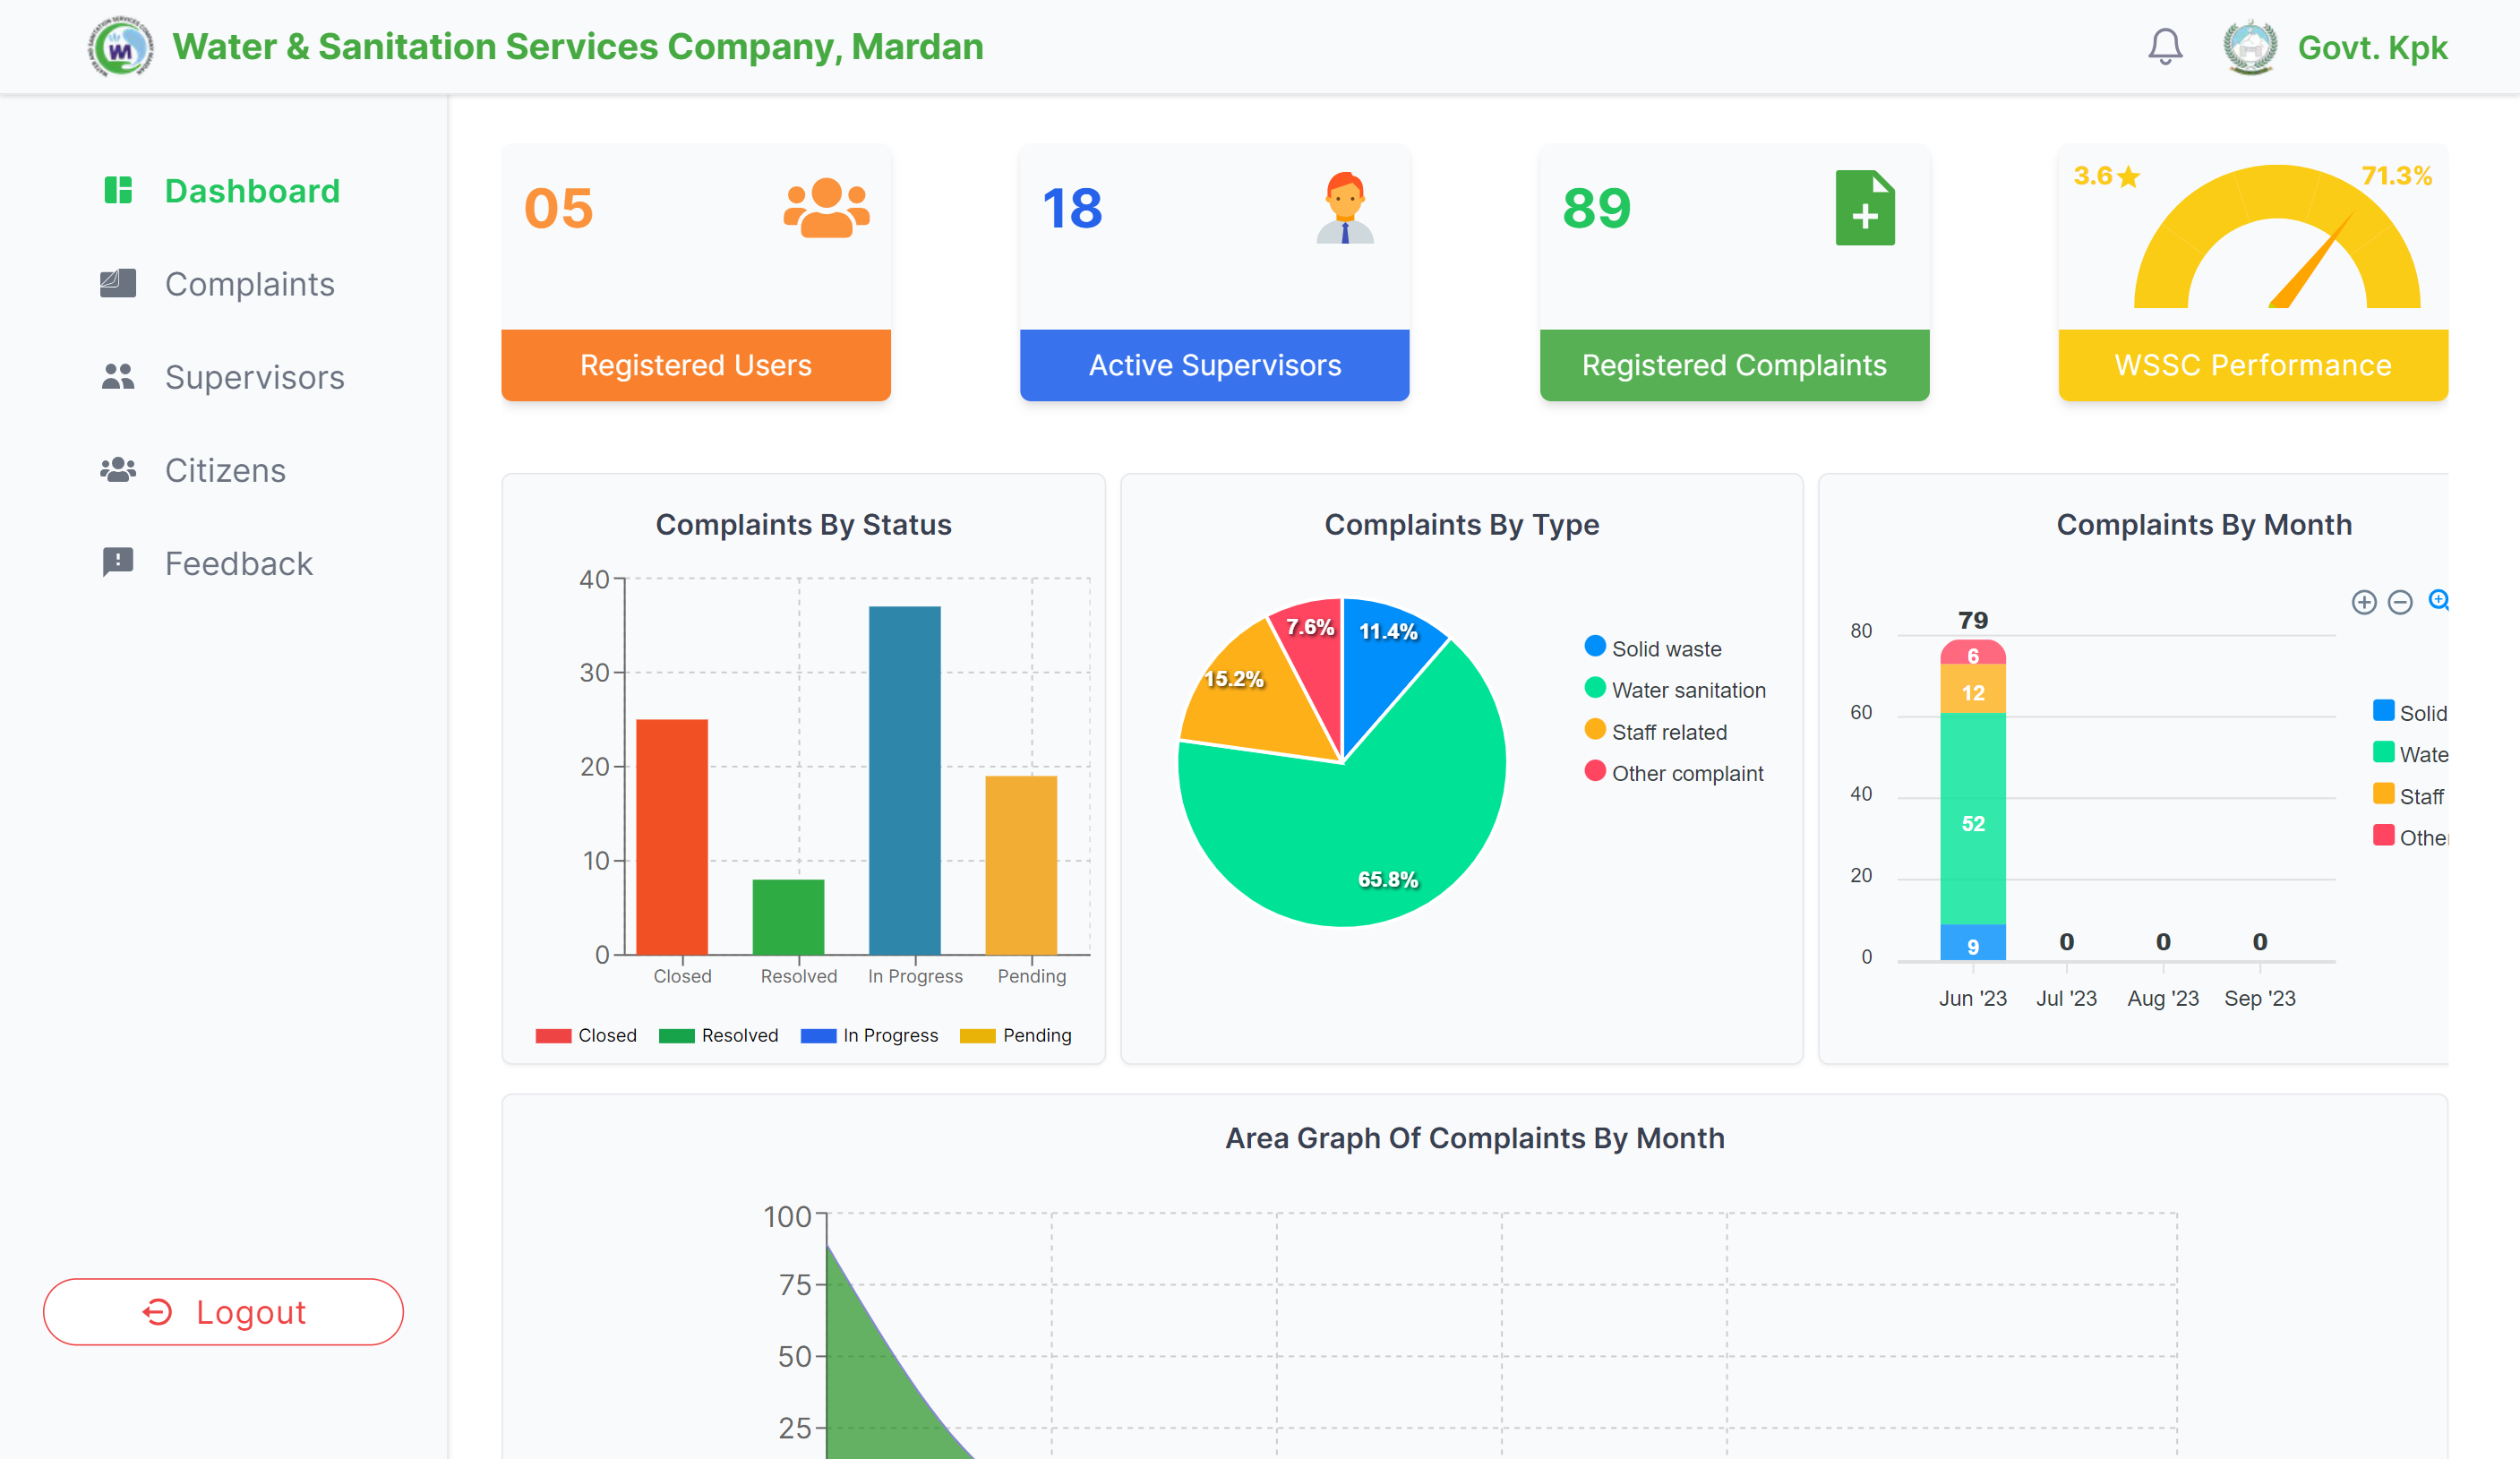 Water & Sanitation Services Company, Mardan
Govt. Kpk
Dashboard
Complaints
Supervisors
Citizens
Feedback
Logout
05
Registered Users
18
Active Supervisors
89
Registered Complaints
3.6
71.3%
WSSC Performance
Complaints By Status
40
30
20
10
0
Closed
Resolved
In Progress
Pending
Closed
Resolved
In Progress
Pending
Complaints By Type
7.6%
11.4%
15.2%
65.8%
Solid waste
Water sanitation
Staff related
Other complaint
Complaints By Month
79
80
60
40
20
0
6
12
52
9
0
0
0
Jun '23
Jul '23
Aug '23
Sep '23
Solid
Wate
Staff
Other
Area Graph Of Complaints By Month
100
75
50
25